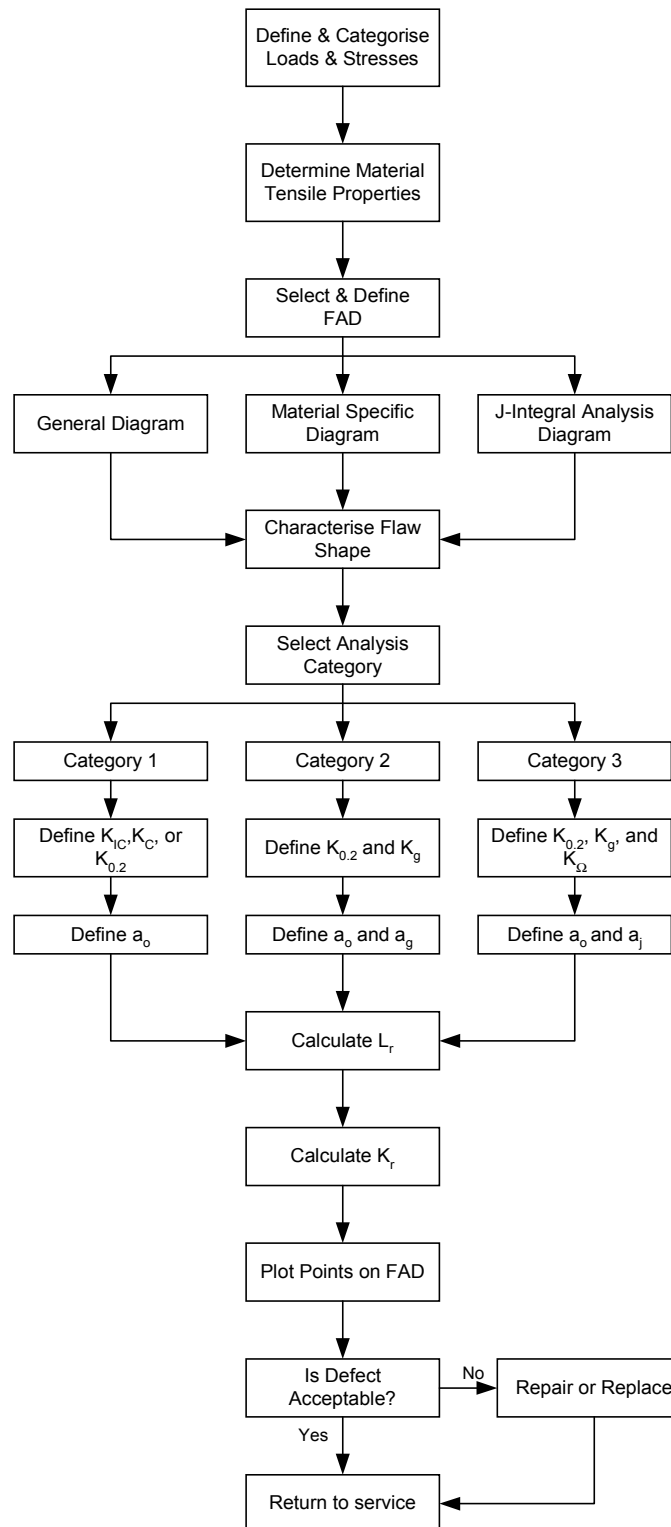 Define & Categorise
Loads & Stresses
Determine Material
Tensile Properties
Select & Define
FAD
General Diagram
Material Specific
Diagram
J-Integral Analysis
Diagram
Characterise Flaw
Shape
Select Analysis
Category
Category 1
Category 2
Category 3
Define K_IC,K_C, or
K_0.2
Define K_0.2 and K_g
Define K_0.2, K_g, and
K_Ω
Define a_o
Define a_o and a_g
Define a_o and a_j
Calculate L_r
Calculate K_r
Plot Points on FAD
Is Defect
Acceptable?
No
Repair or Replace
Yes
Return to service